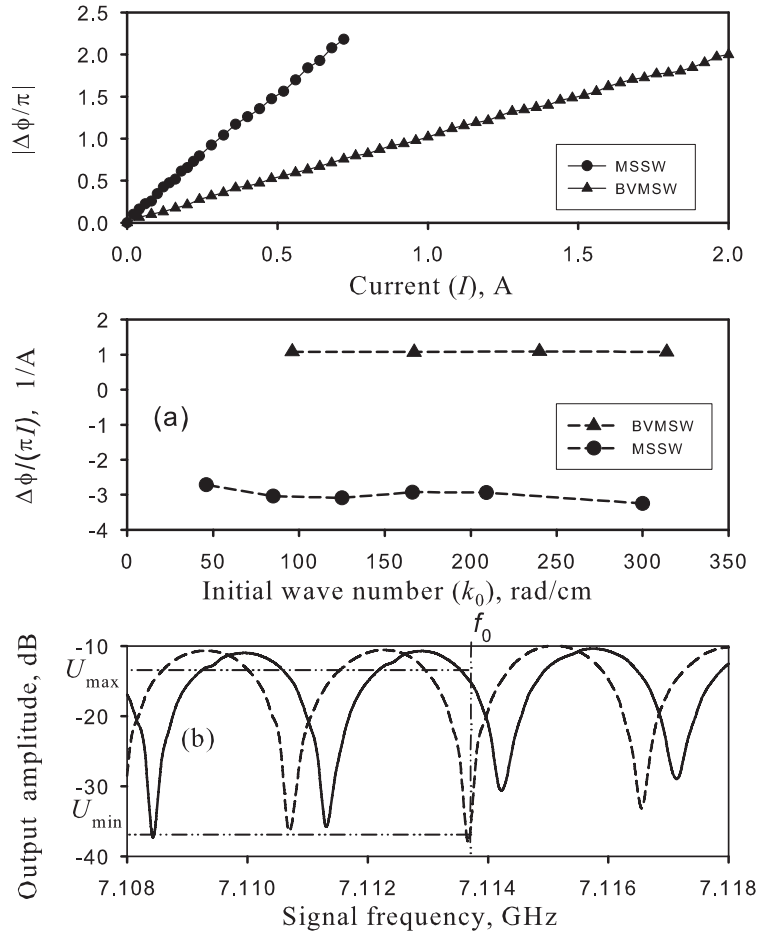 |Δϕ/π|
2.5
2.0
1.5
1.0
0.5
0.0
MSSW
BVMSW
0.0 0.5 1.0 1.5 2.0
Current (I), A
Δϕ/(πI), 1/A
2
1
0
-1
-2
-3
-4
(a)
BVMSW
MSSW
0 50 100 150 200 250 300 350
Initial wave number (k₀), rad/cm
f₀
Output amplitude, dB
-10
Umax
-20
(b)
-30
Umin
-40
7.108 7.110 7.112 7.114 7.116 7.118
Signal frequency, GHz